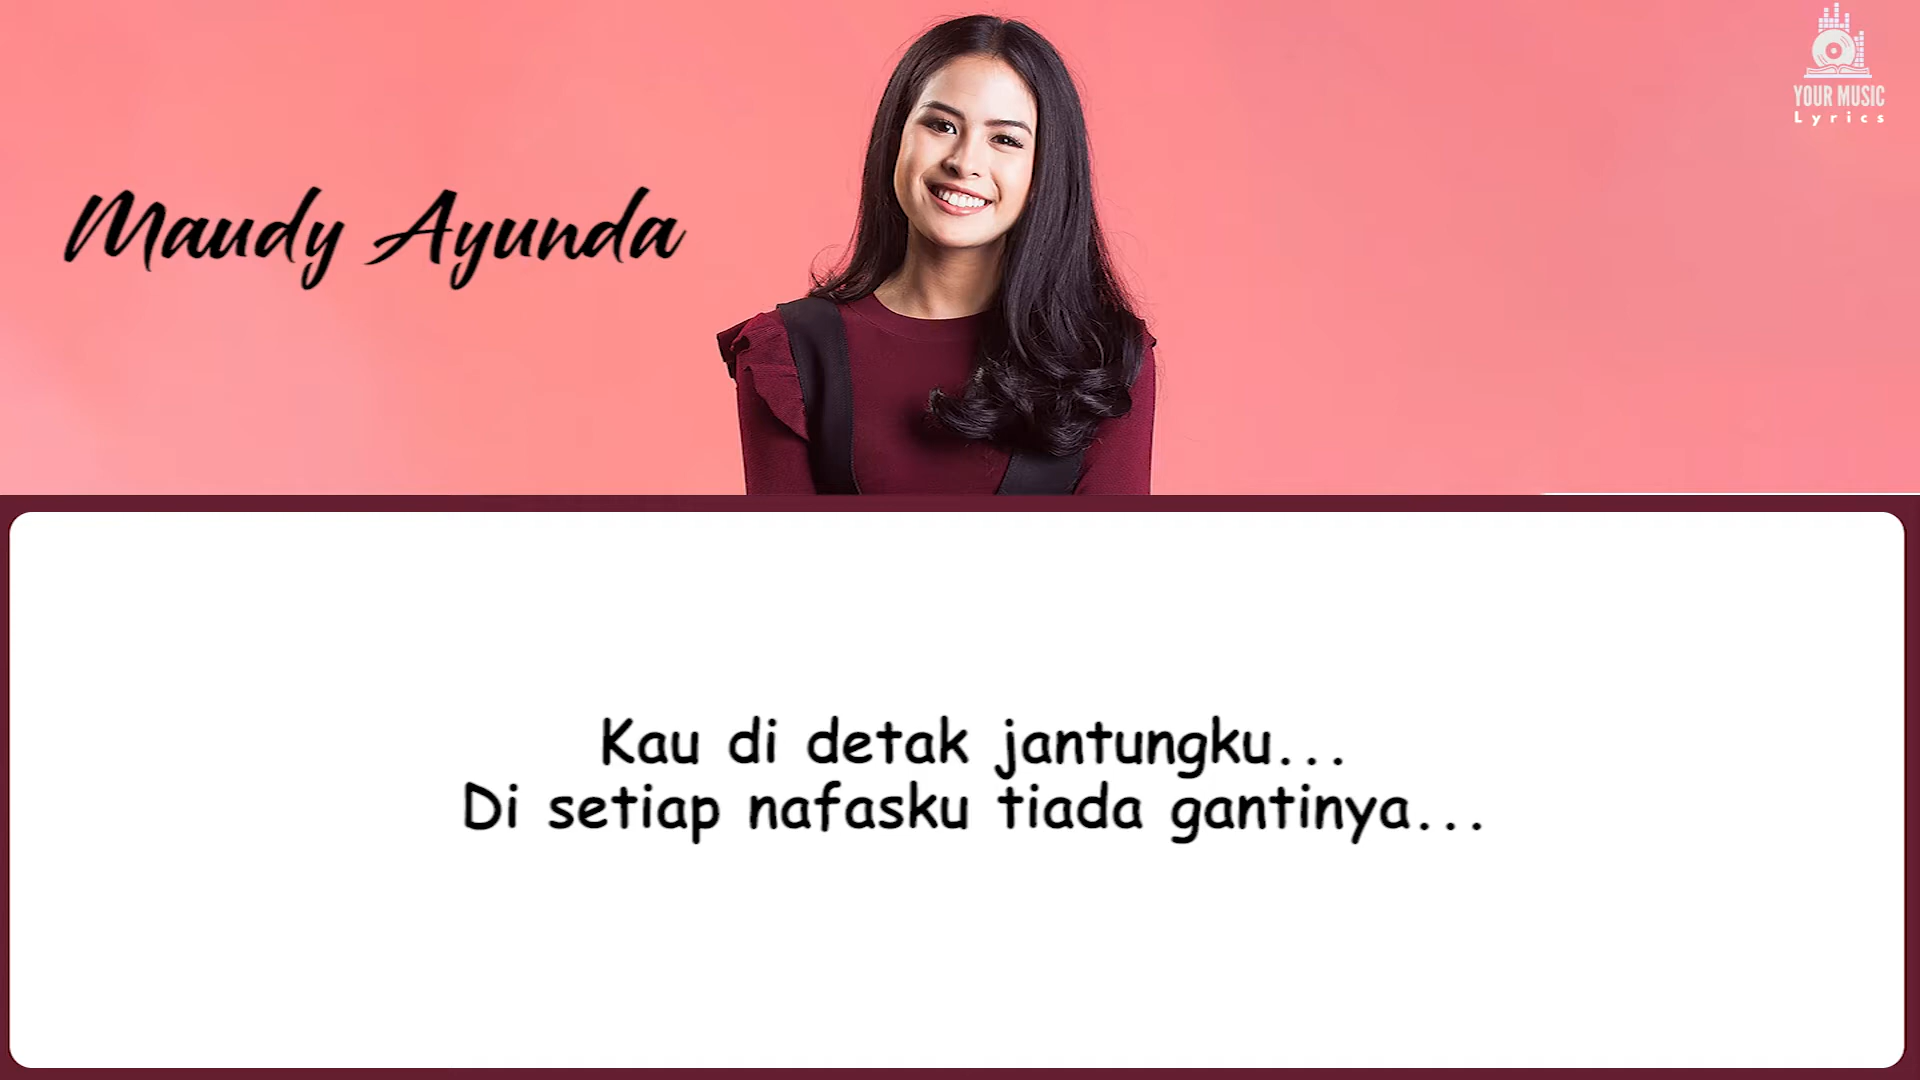 YOUR MUSIC
Lyrics
Maudy Ayunda
Kau di detak jantungku...
Di setiap nafasku tiada gantinya...